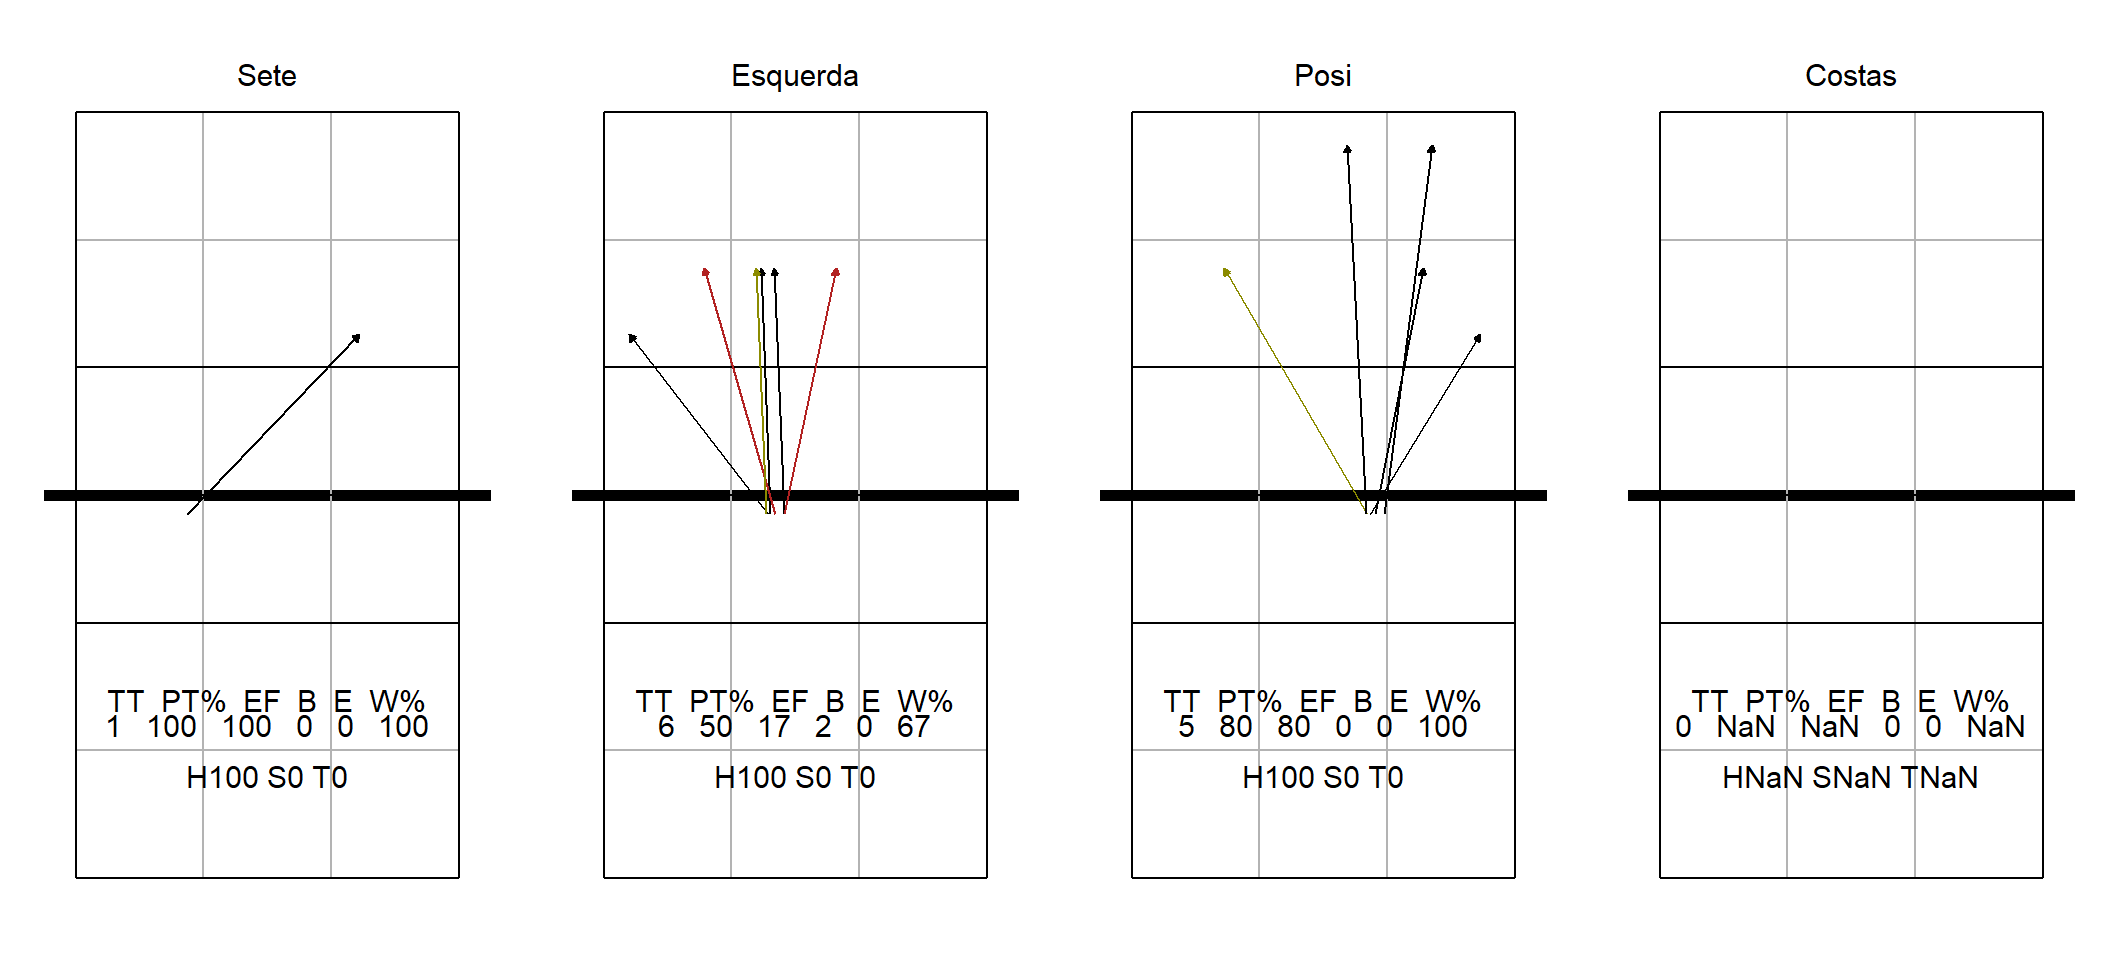 Sete
TT PT% EF B E W%
1 100 100 0 0 100
H100 S0 T0
Esquerda
TT PT% EF B E W%
6 50 17 2 0 67
H100 S0 T0
Posi
TT PT% EF B E W%
5 80 80 0 0 100
H100 S0 T0
Costas
TT PT% EF B E W%
0 NaN NaN 0 0 NaN
HNaN SNaN TNaN